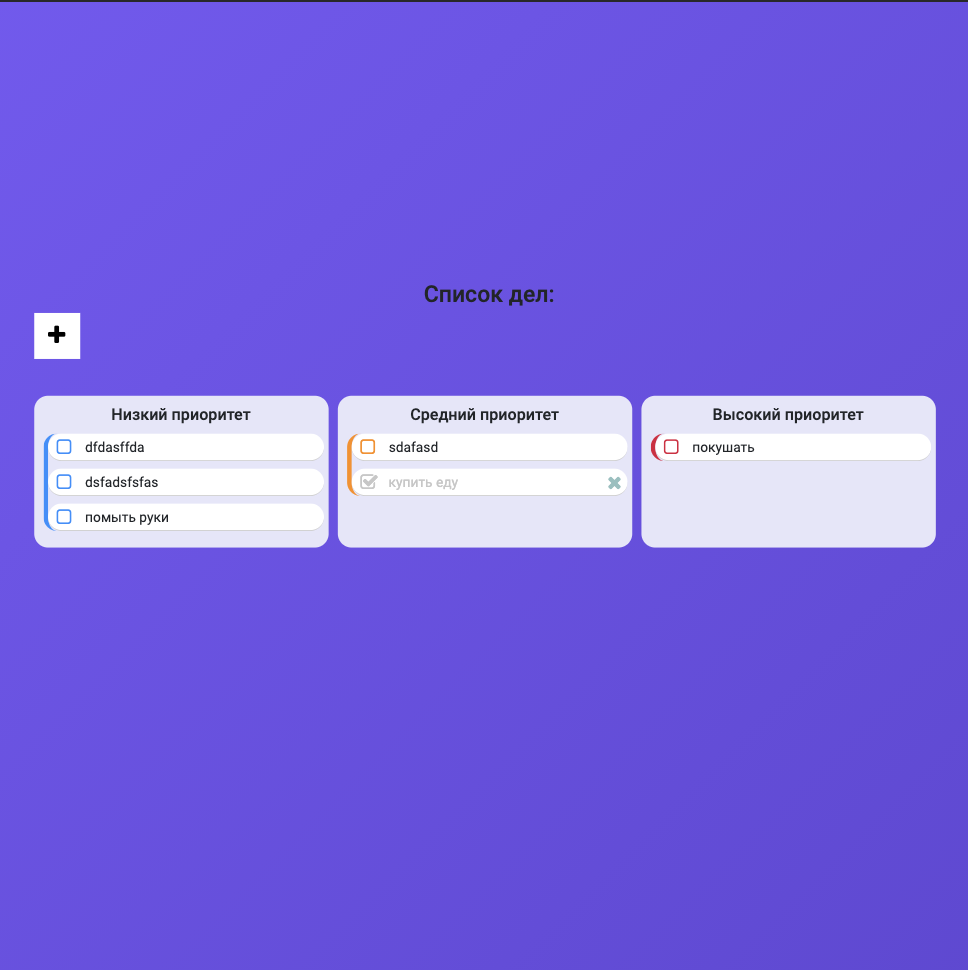 Список дел:
Низкий приоритет
dfdasffda
dsfadsfsfas
помыть руки
Средний приоритет
sdafasd
купить еду
Высокий приоритет
покушать